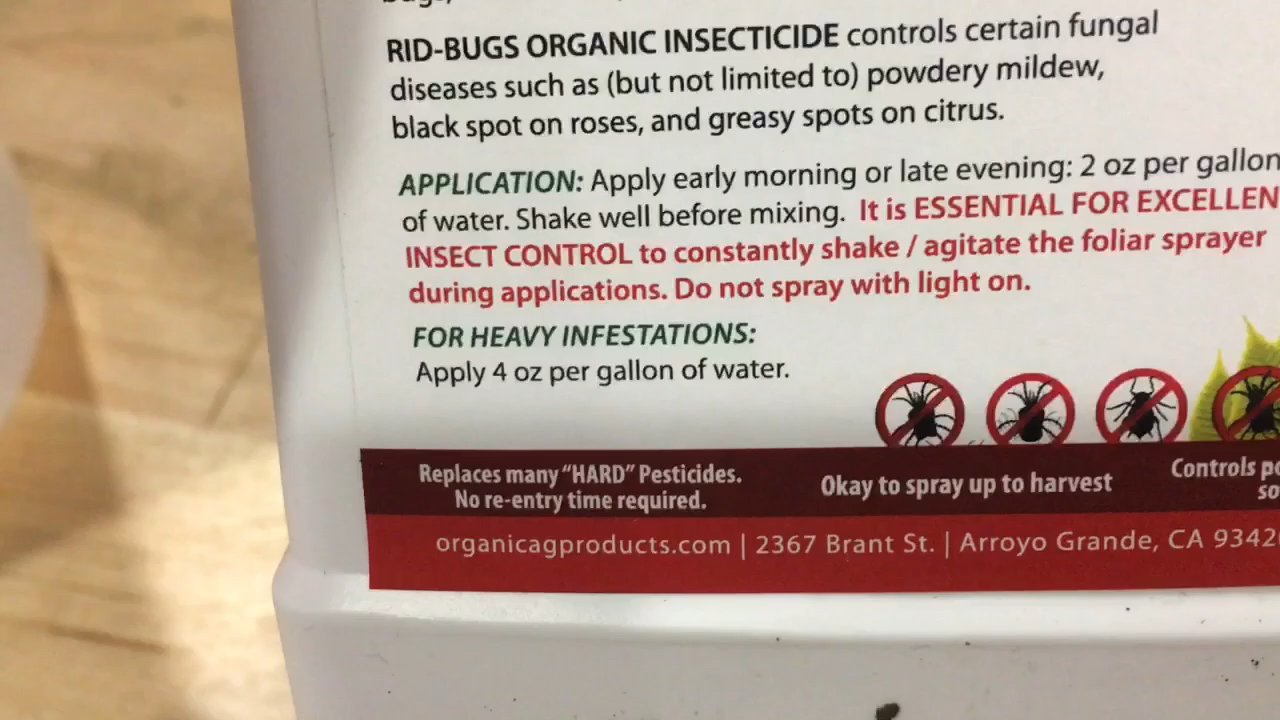 RID-BUGS ORGANIC INSECTICIDE controls certain fungal
diseases such as (but not limited to) powdery mildew,
black spot on roses, and greasy spots on citrus.
APPLICATION: Apply early morning or late evening: 2 oz per gallon
of water. Shake well before mixing. It is ESSENTIAL FOR EXCELLEN
INSECT CONTROL to constantly shake / agitate the foliar sprayer
during applications. Do not spray with light on.
FOR HEAVY INFESTATIONS:
Apply 4 oz per gallon of water.
Replaces many “HARD” Pesticides.
No re-entry time required.
Okay to spray up to harvest
Controls
organicagproducts.com | 2367 Brant St. | Arroyo Grande, CA 9342